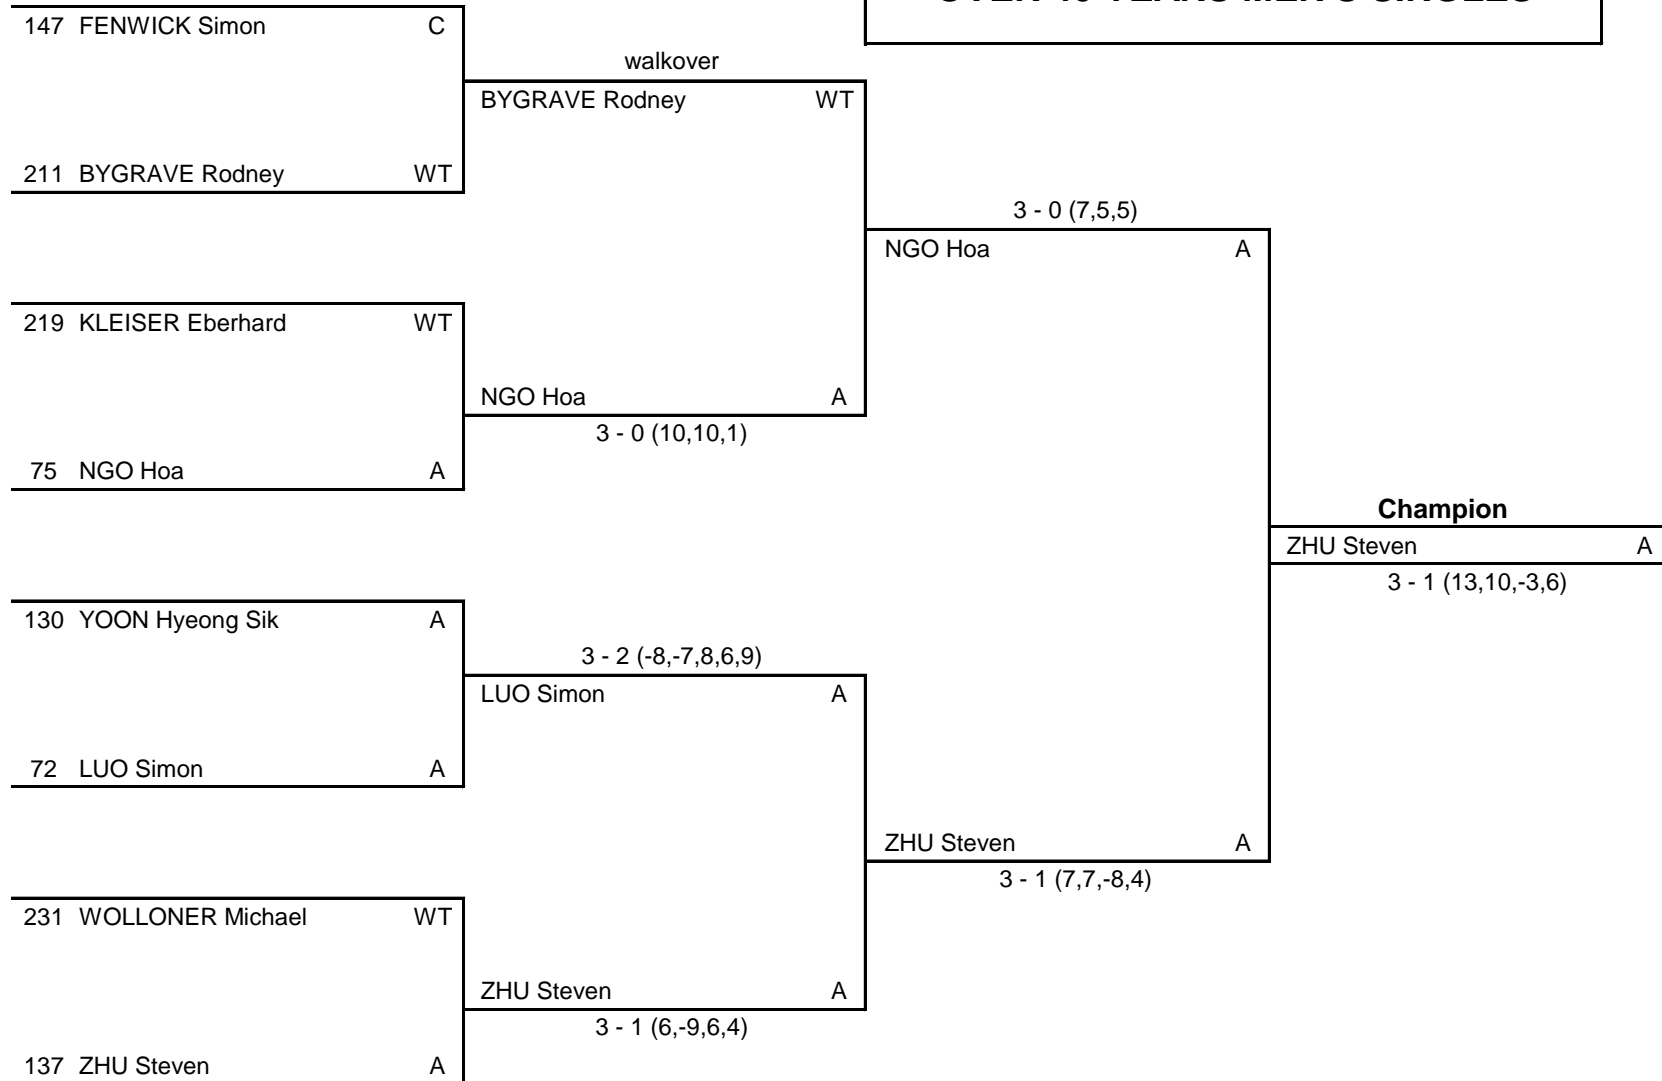 147 FENWICK Simon C
walkover
BYGRAVE Rodney WT
211 BYGRAVE Rodney WT
3 - 0 (7,5,5)
NGO Hoa A
219 KLEISER Eberhard WT
NGO Hoa A
3 - 0 (10,10,1)
75 NGO Hoa A
Champion
ZHU Steven A
3 - 1 (13,10,-3,6)
130 YOON Hyeong Sik A
3 - 2 (-8,-7,8,6,9)
LUO Simon A
72 LUO Simon A
ZHU Steven A
3 - 1 (7,7,-8,4)
231 WOLLONER Michael WT
ZHU Steven A
3 - 1 (6,-9,6,4)
137 ZHU Steven A